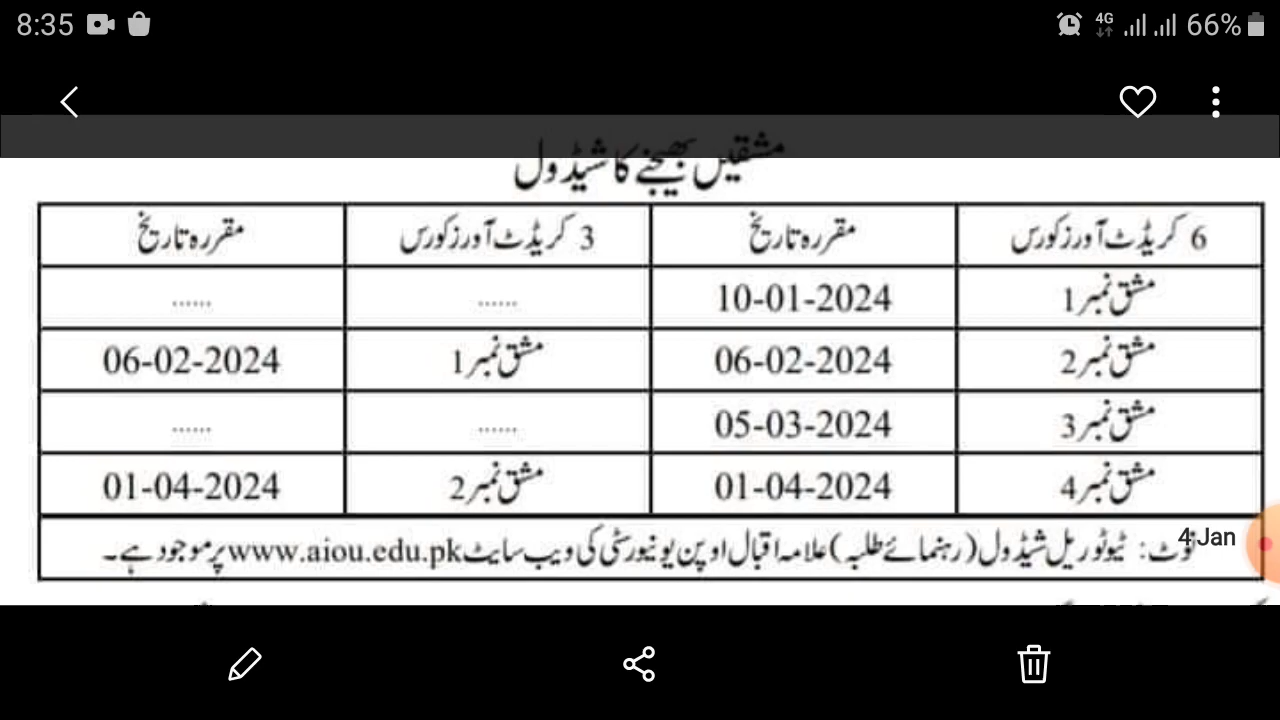 8:35 4G 66%
مشقیں بھیجنے کا شیڈول
6 کریڈٹ آورز کورس مقررہ تاریخ 3 کریڈٹ آورز کورس مقررہ تاریخ
مشق نمبر 1 10-01-2024 ...... ......
مشق نمبر 2 06-02-2024 مشق نمبر 1 06-02-2024
مشق نمبر 3 05-03-2024 ...... ......
مشق نمبر 4 01-04-2024 مشق نمبر 2 01-04-2024
نوٹ: ٹیوٹوریل شیڈول (رہنمائے طلبہ) علامہ اقبال اوپن یونیورسٹی کی ویب سائٹ www.aiou.edu.pk پر موجود ہے۔
4 Jan